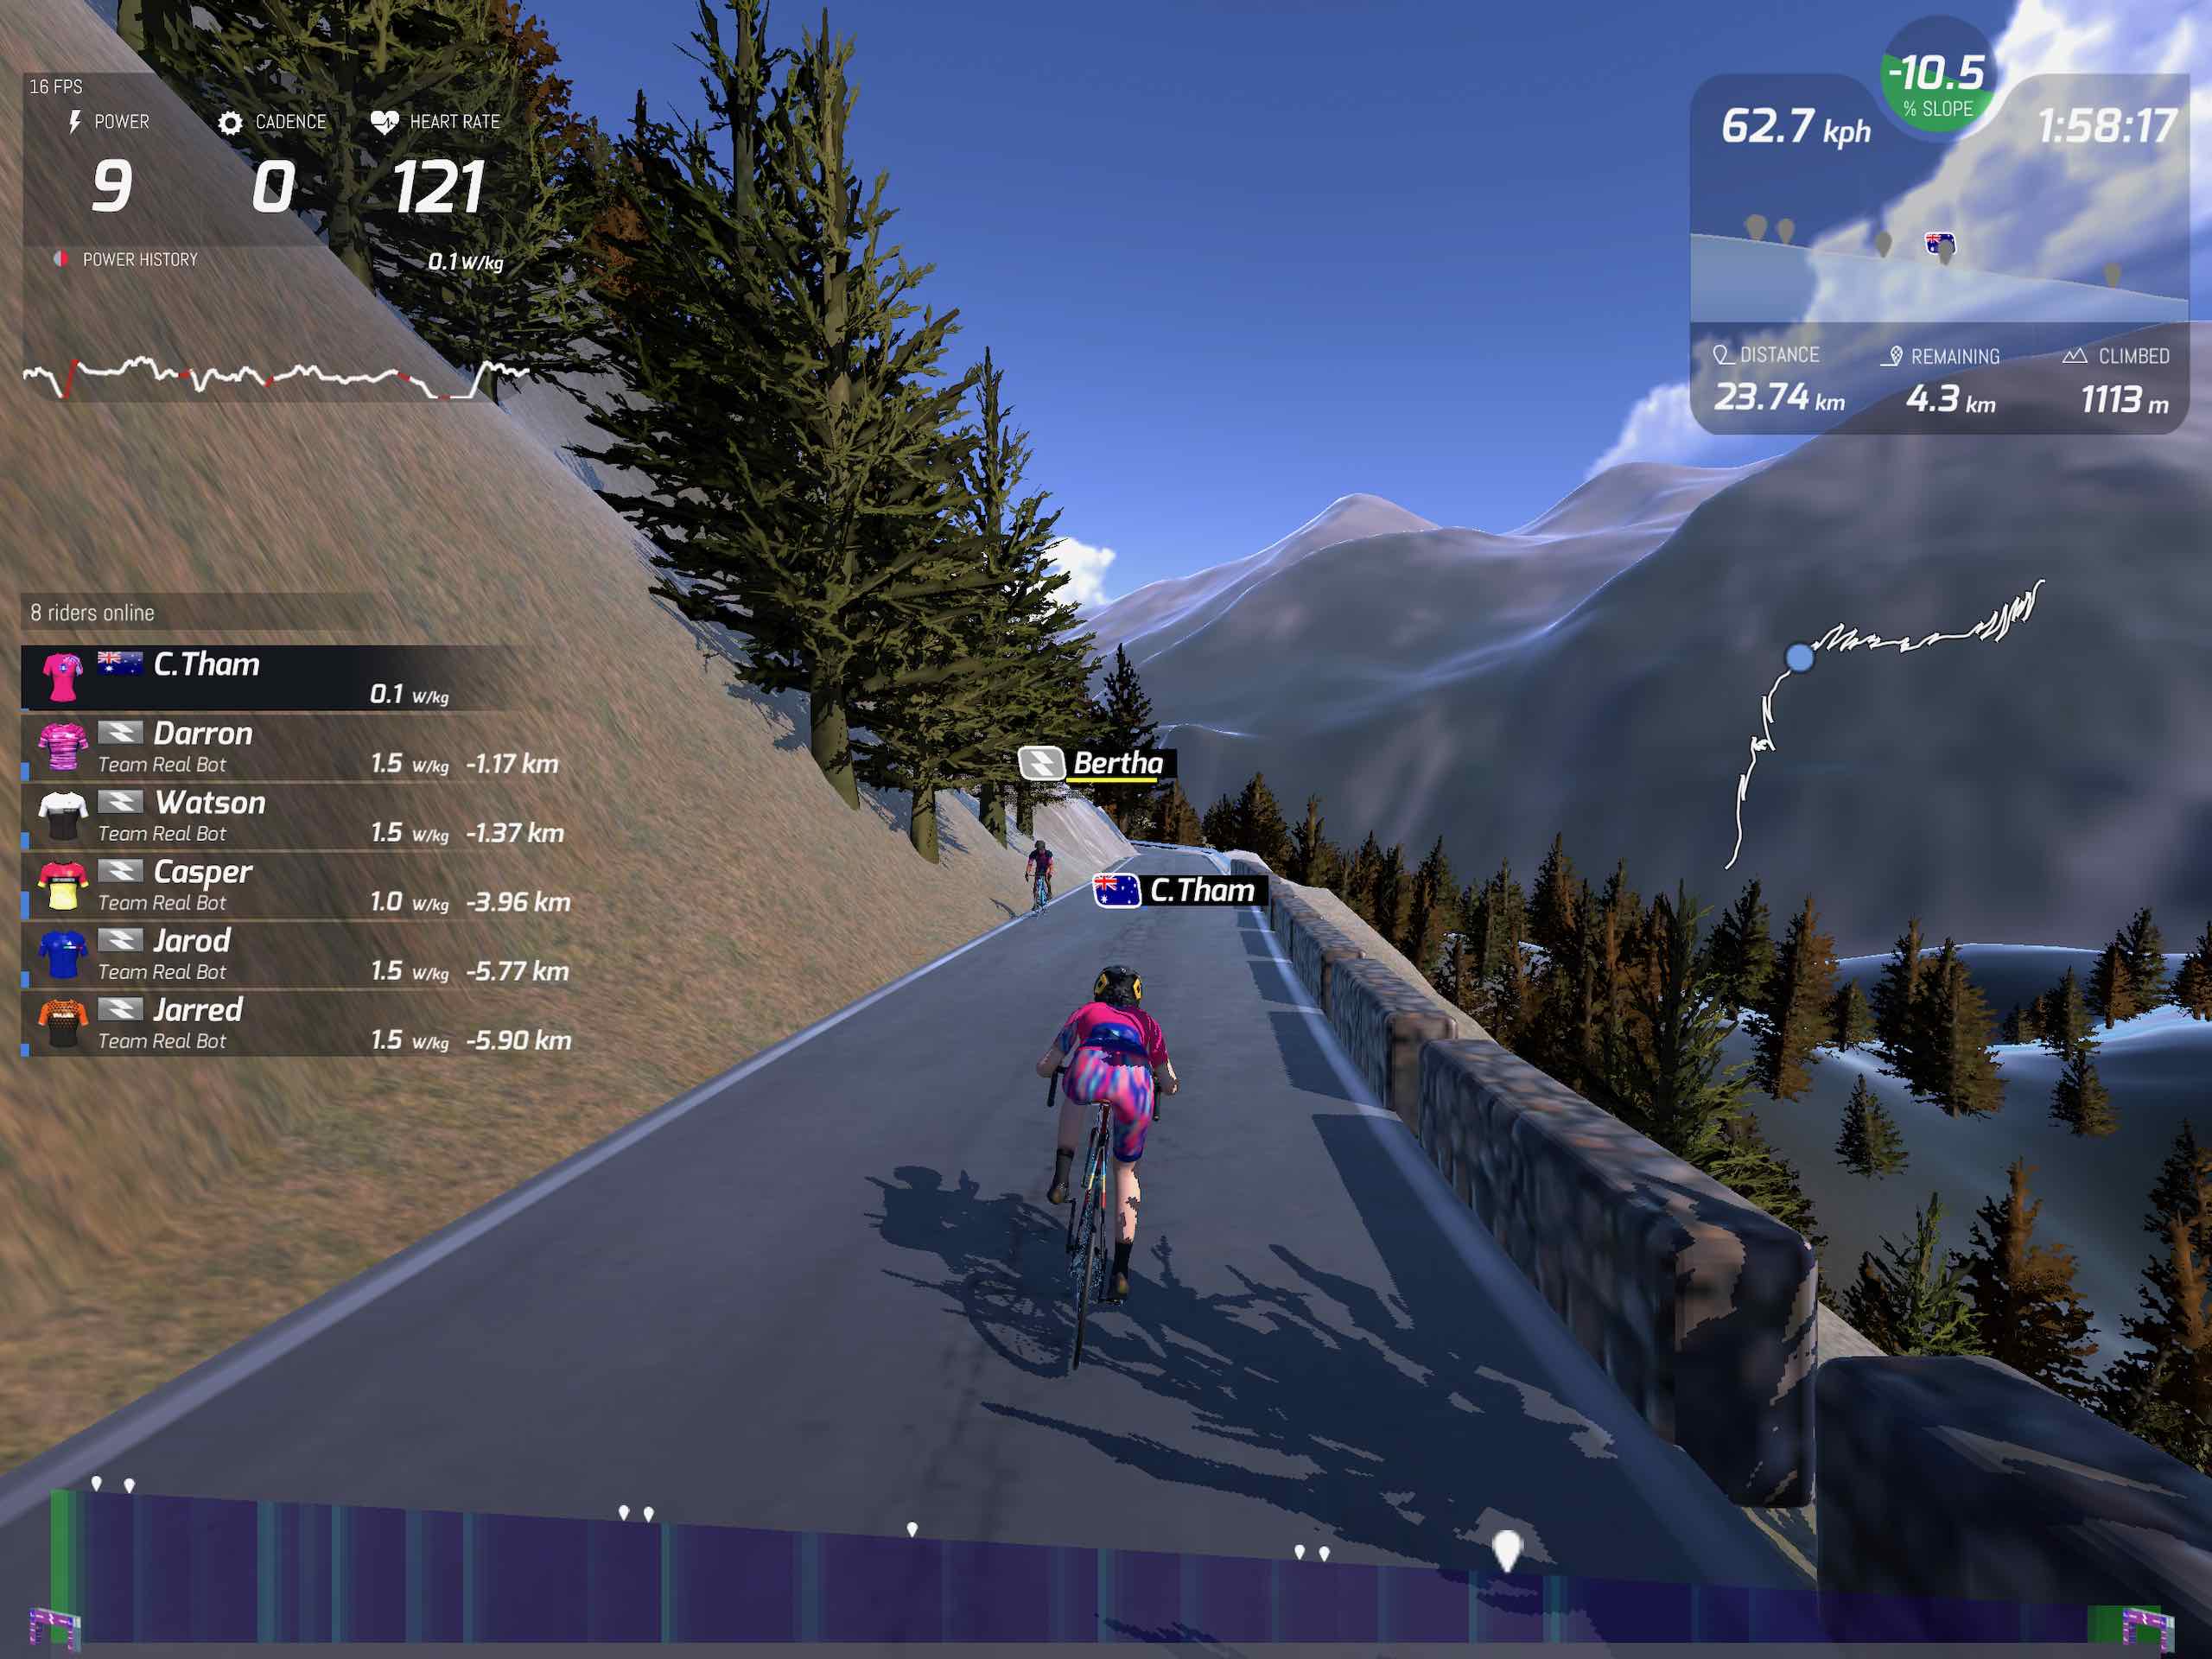 16 FPS
POWER CADENCE HEART RATE
9 0 121
POWER HISTORY 0.1 W/kg
-10.5
% SLOPE
62.7 kph 1:58:17
DISTANCE REMAINING CLIMBED
23.74 km 4.3 km 1113 m
8 riders online
C.Tham
0.1 W/kg
Darron
Team Real Bot 1.5 W/kg -1.17 km
Watson
Team Real Bot 1.5 W/kg -1.37 km
Casper
Team Real Bot 1.0 W/kg -3.96 km
Jarod
Team Real Bot 1.5 W/kg -5.77 km
Jarred
Team Real Bot 1.5 W/kg -5.90 km
Bertha
C.Tham